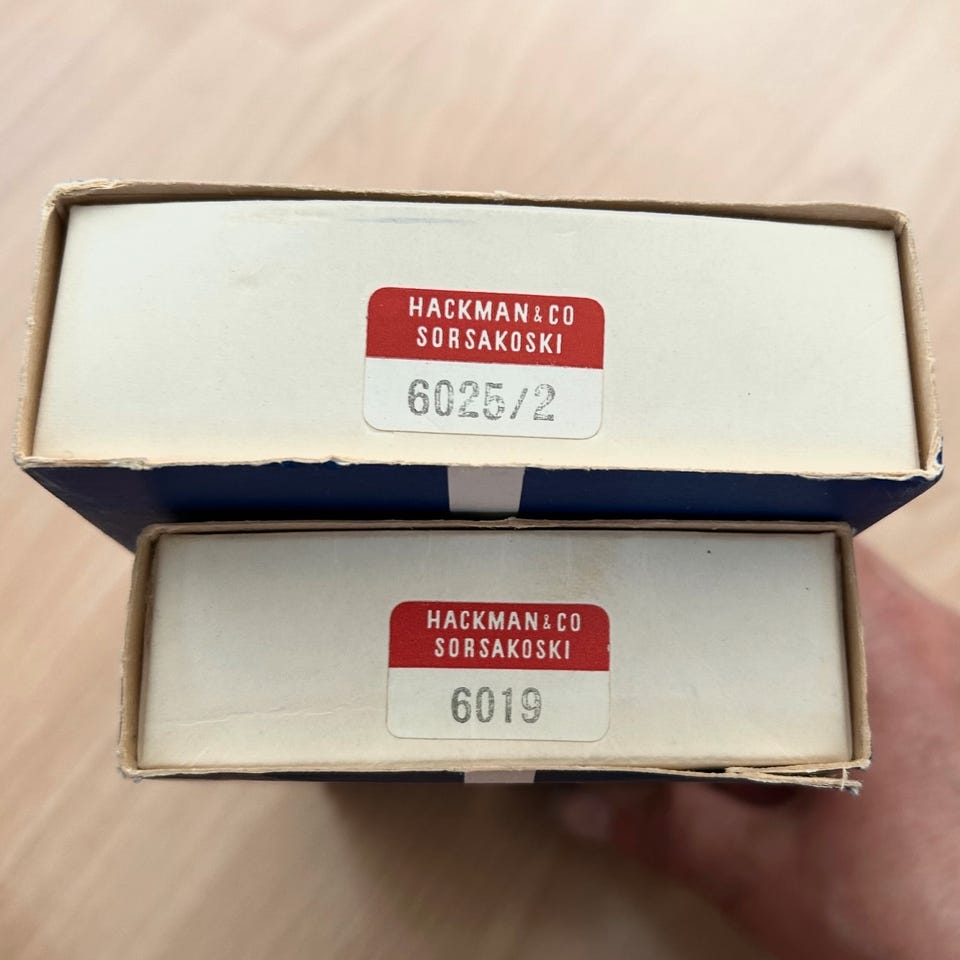 HACKMAN & CO
SORSAKOSKI
6025/2
HACKMAN & CO
SORSAKOSKI
6019